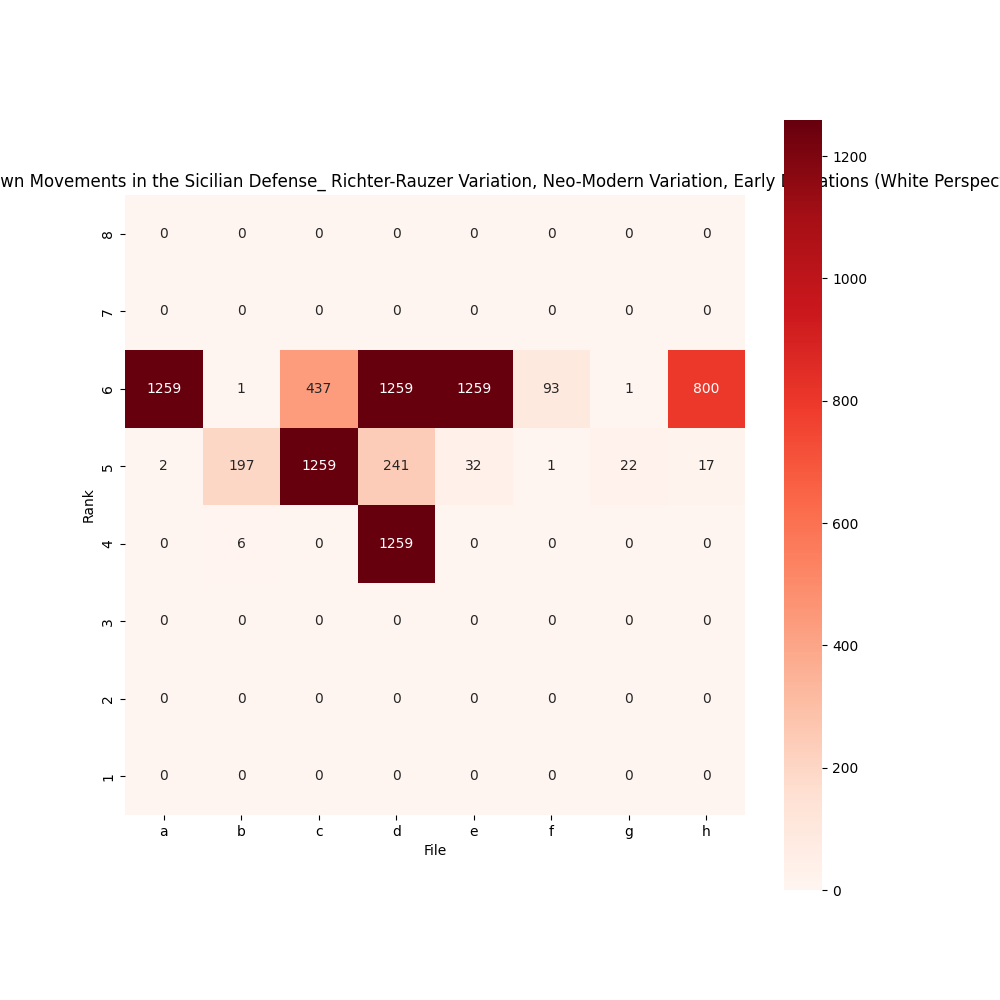 wn Movements in the Sicilian Defense_ Richter-Rauzer Variation, Neo-Modern Variation, Early (White Perspec
8 0 0 0 0 0 0 0 0
7 0 0 0 0 0 0 0 0
6 1259 1 437 1259 1259 93 1 800
5 2 197 1259 241 32 1 22 17
Rank
4 0 6 0 1259 0 0 0 0
3 0 0 0 0 0 0 0 0
2 0 0 0 0 0 0 0 0
1 0 0 0 0 0 0 0 0
a b c d e f g h
File
1200
1000
800
600
400
200
0